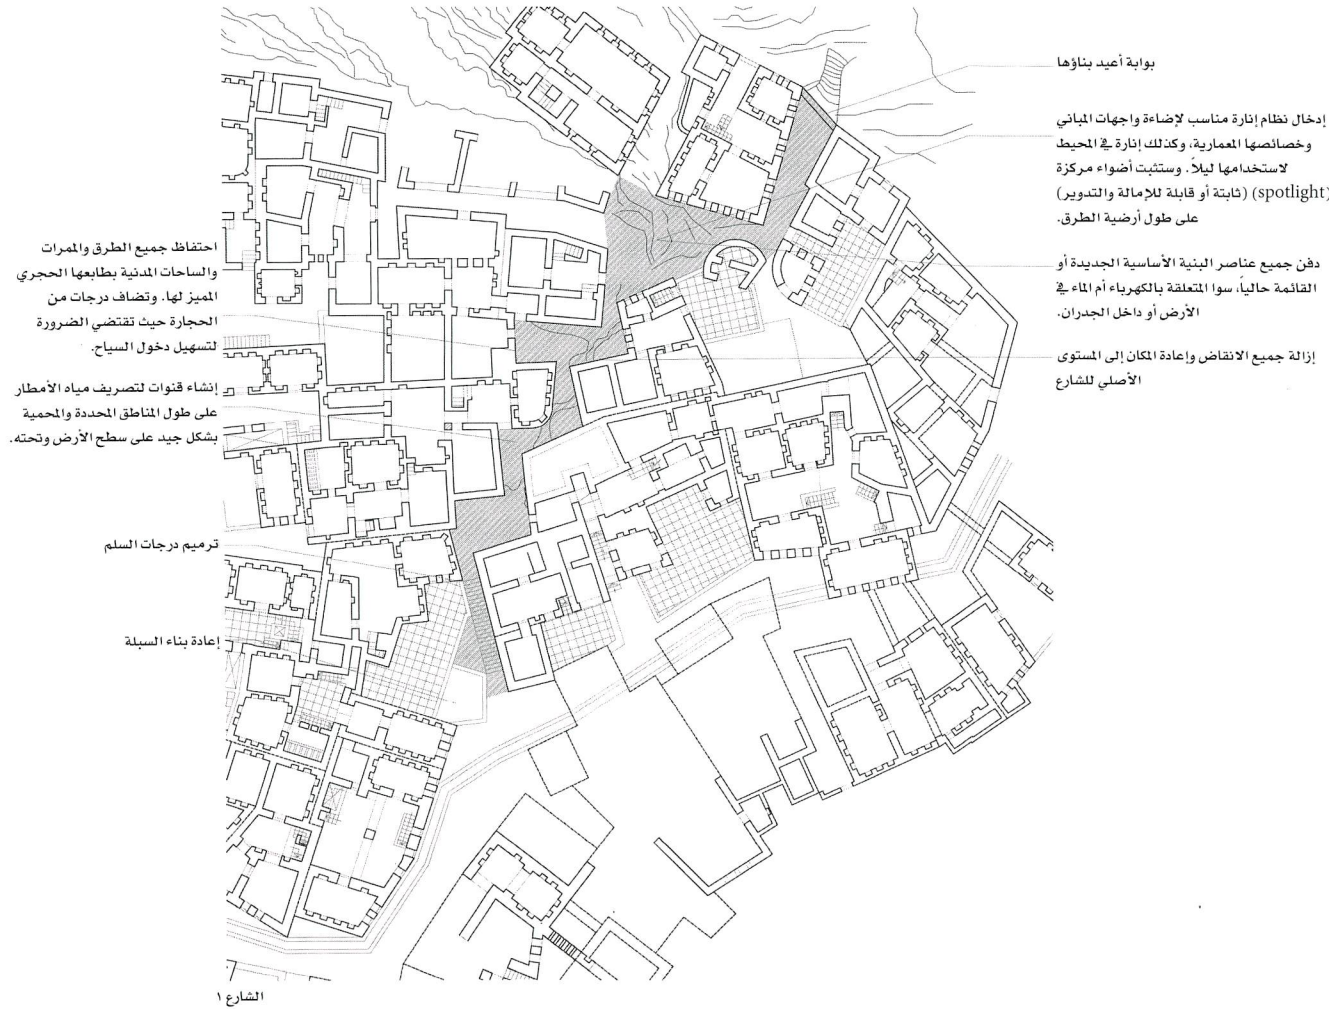 بوابة أعيد بناؤها
إدخال نظام إنارة مناسب لإضاءة واجهات المباني
وخصائصها المعمارية، وكذلك إنارة في المحيط
لاستخدامها ليلاً. وستثبت أضواء مركزة
(spotlight) (ثابتة أو قابلة للإمالة والتدوير)
على طول أرضية الطرق.
دفن جميع عناصر البنية الأساسية الجديدة أو
القائمة حالياً، سوا المتعلقة بالكهرباء أم الماء في
الأرض أو داخل الجدران.
إزالة جميع الانقاض وإعادة المكان إلى المستوى
الأصلي للشارع
احتفاظ جميع الطرق والممرات
والساحات المدنية بطابعها الحجري
المميز لها. وتضاف درجات من
الحجارة حيث تقتضي الضرورة
لتسهيل دخول السياح.
إنشاء قنوات لتصريف مياه الأمطار
على طول المناطق المحددة والمحمية
بشكل جيد على سطح الأرض وتحته.
ترميم درجات السلم
إعادة بناء السبلة
الشارع ١